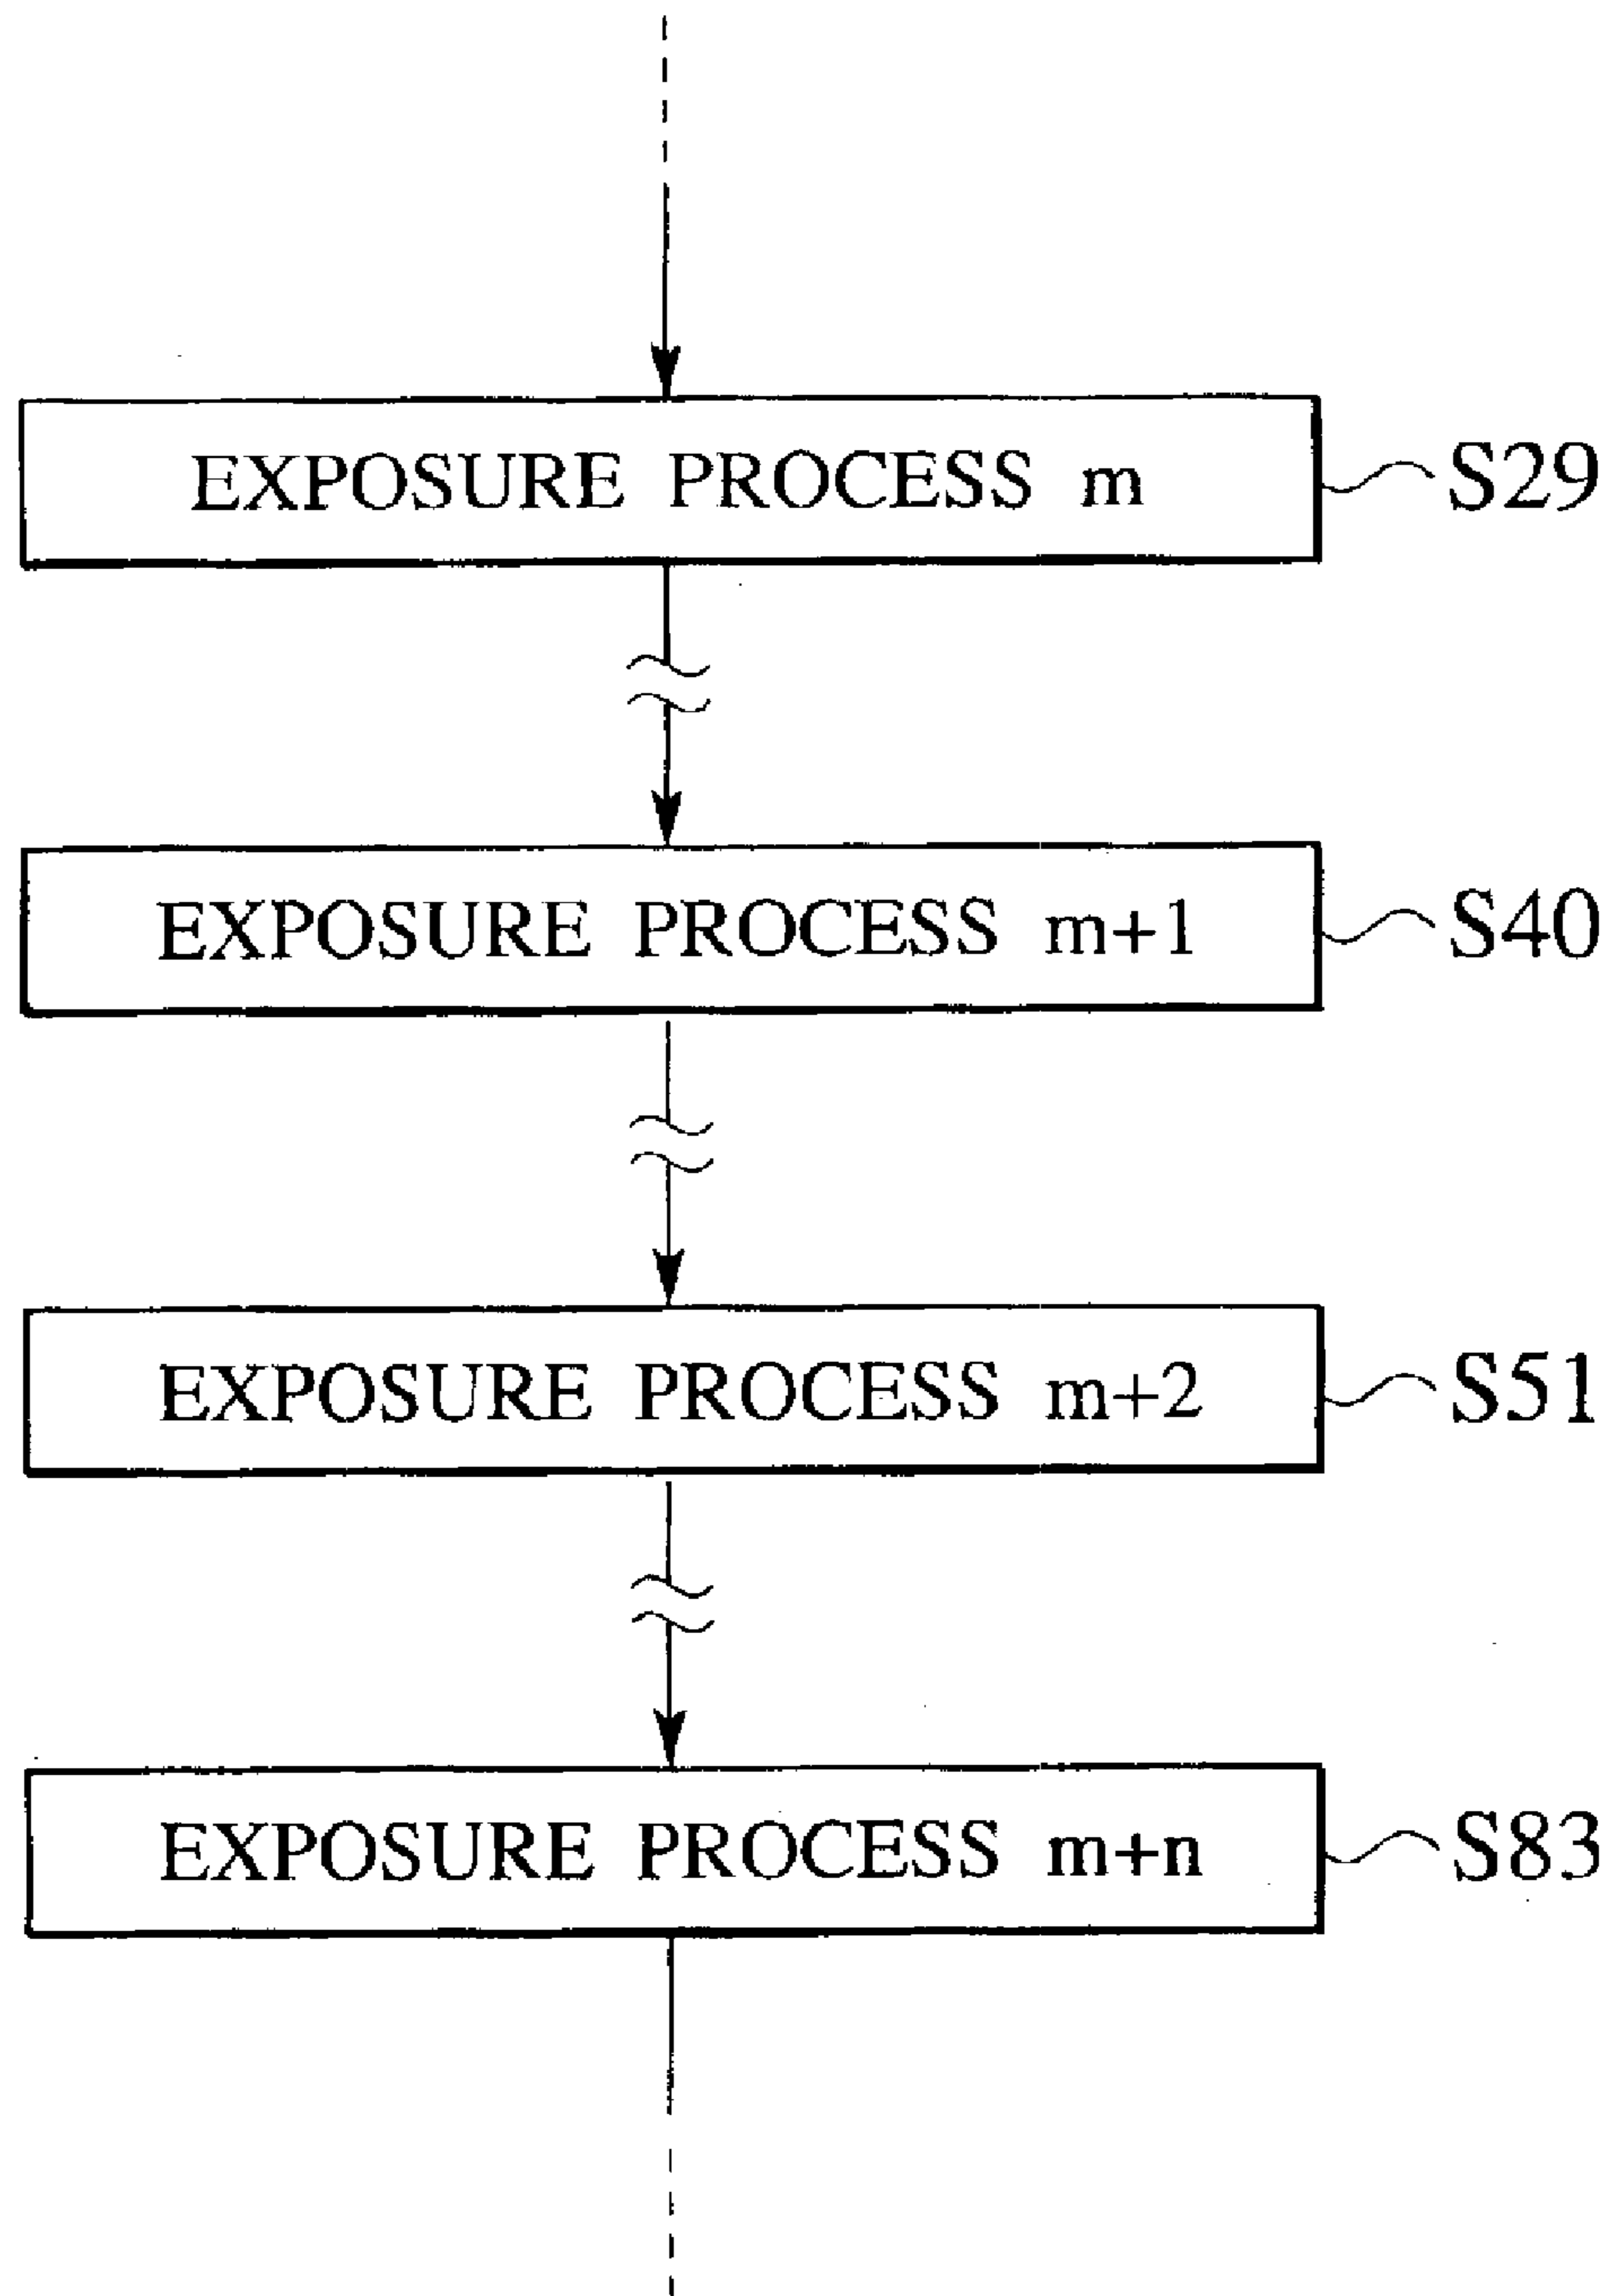 EXPOSURE PROCESS m S29
EXPOSURE PROCESS m+1 S40
EXPOSURE PROCESS m+2 S51
EXPOSURE PROCESS m+n S83